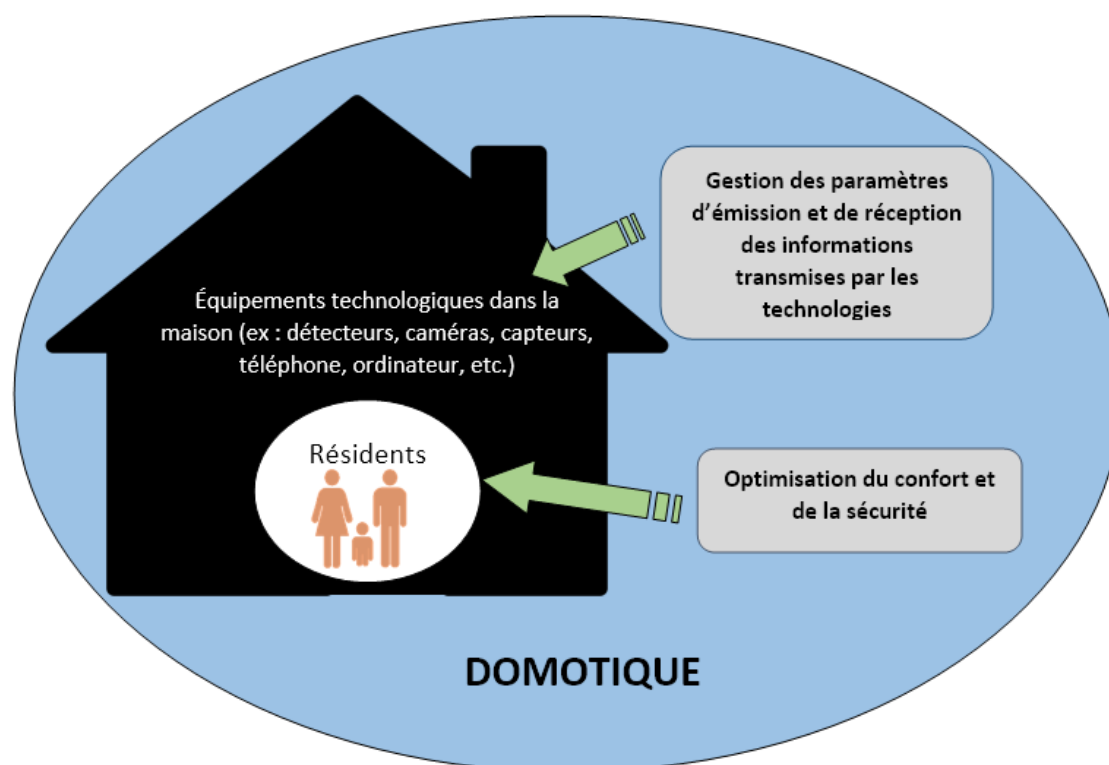 Gestion des paramètres
d’émission et de réception
des informations
transmises par les
technologies
Équipements technologiques dans la
maison (ex : détecteurs, caméras, capteurs,
téléphone, ordinateur, etc.)
Résidents
Optimisation du confort et
de la sécurité
DOMOTIQUE